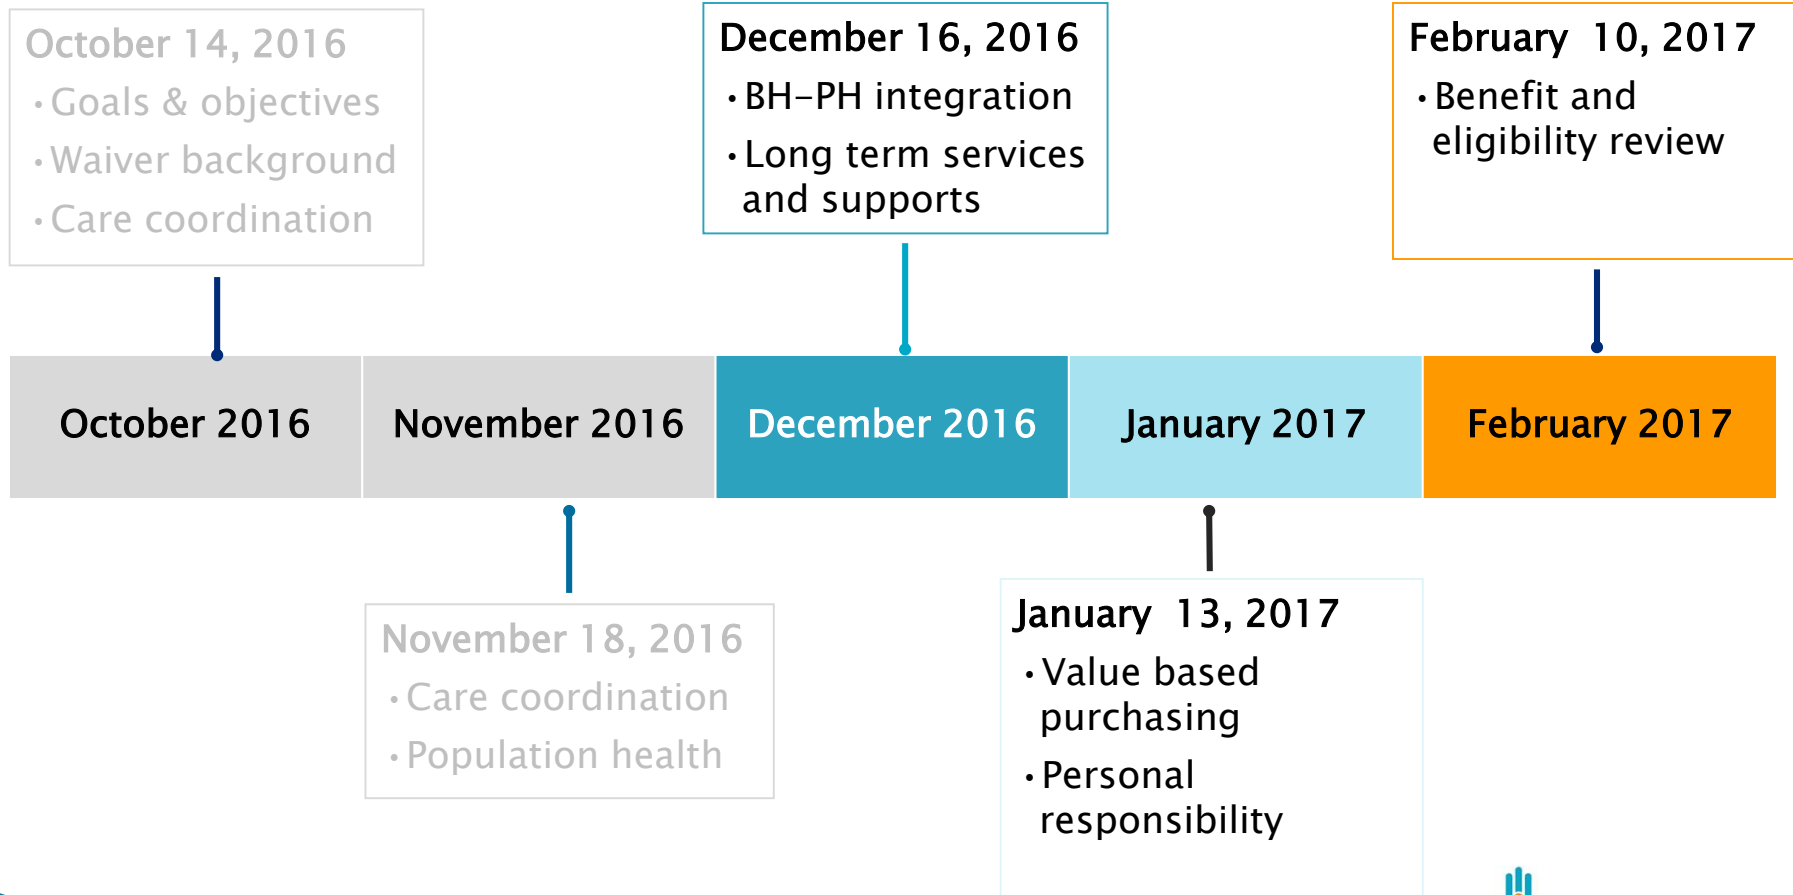 October 14, 2016
•Goals & objectives
•Waiver background
•Care coordination
December 16, 2016
•BH-PH integration
•Long term services
and supports
February 10, 2017
•Benefit and
eligibility review
October 2016
November 2016
December 2016
January 2017
February 2017
November 18, 2016
•Care coordination
•Population health
January 13, 2017
•Value based
purchasing
•Personal
responsibility